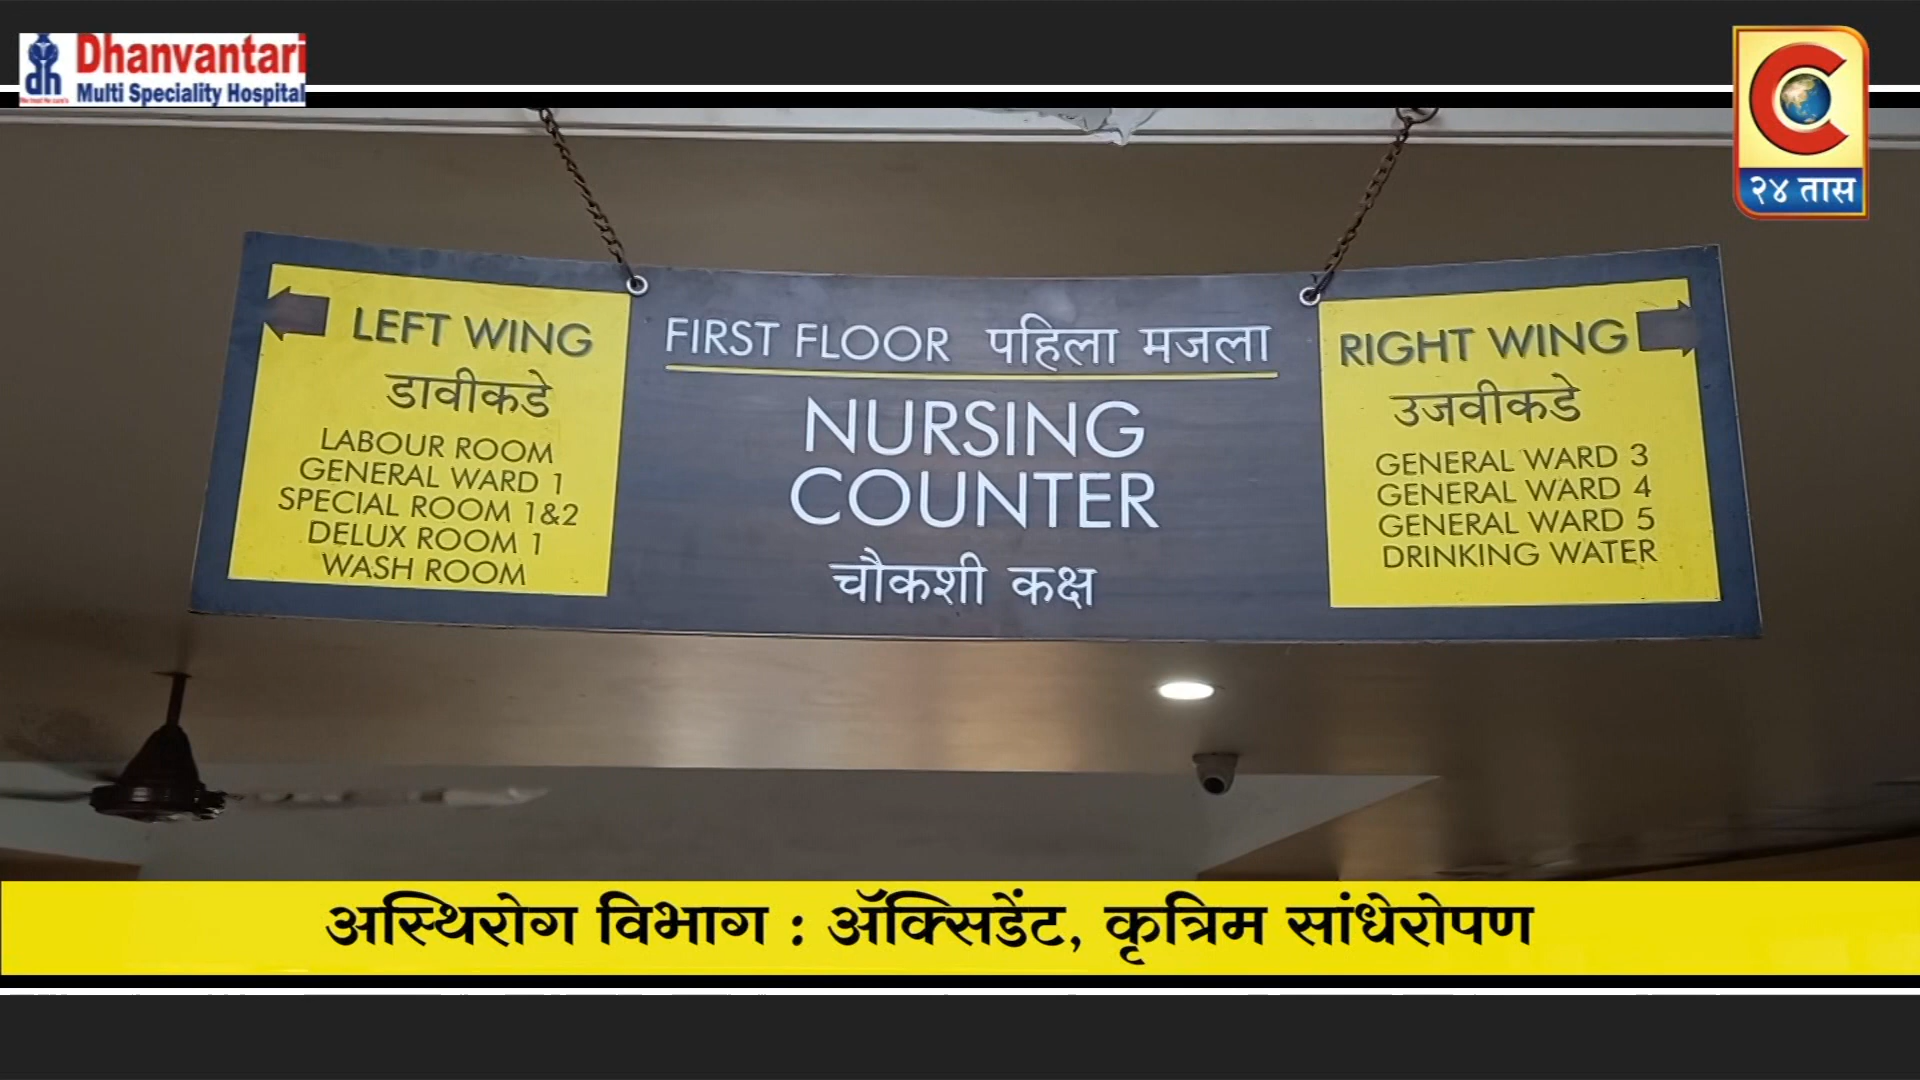 Dhanvantari
Multi Speciality Hospital
२४ तास
LEFT WING
डावीकडे
LABOUR ROOM
GENERAL WARD 1
SPECIAL ROOM 1&2
DELUX ROOM 1
WASH ROOM
FIRST FLOOR पहिला मजला
NURSING
COUNTER
चौकशी कक्ष
RIGHT WING
उजवीकडे
GENERAL WARD 3
GENERAL WARD 4
GENERAL WARD 5
DRINKING WATER
अस्थिरोग विभाग : ॲक्सिडेंट, कृत्रिम सांधेरोपण